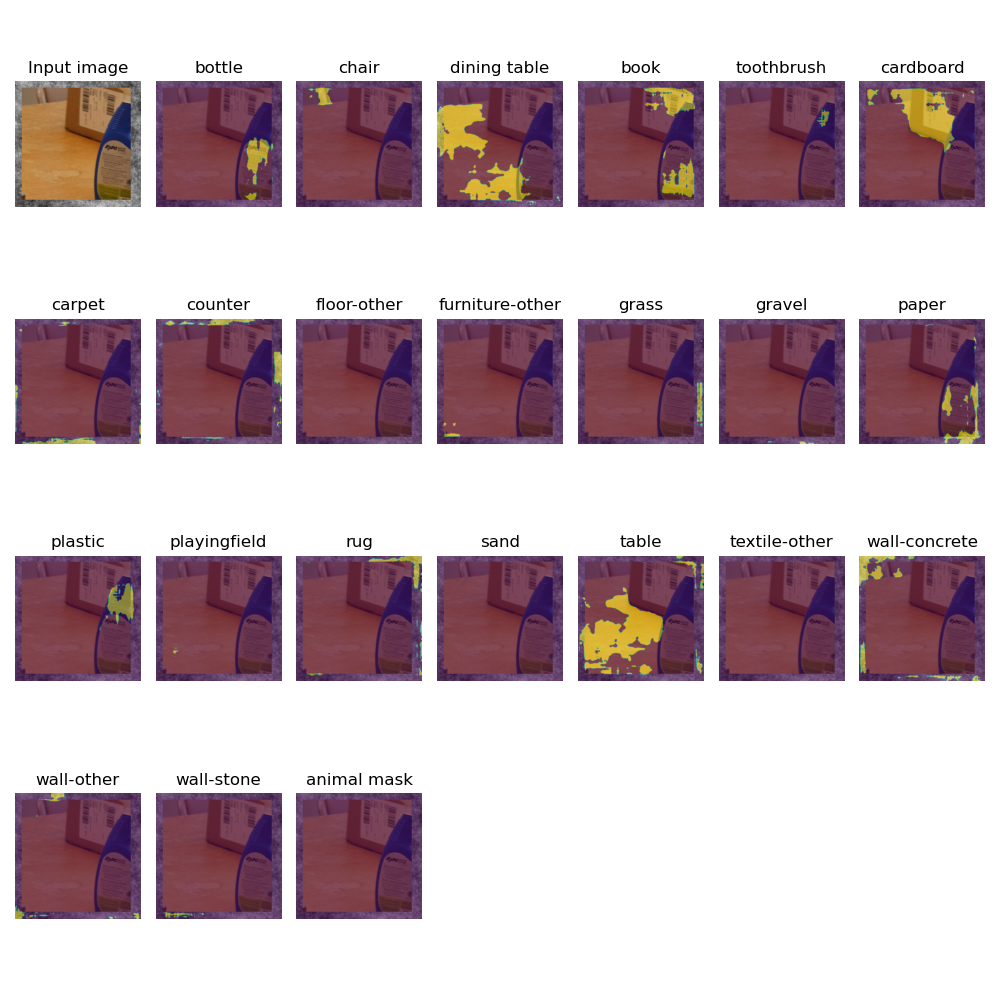 Input image
bottle
chair
dining table
book
toothbrush
cardboard
carpet
counter
floor-other
furniture-other
grass
gravel
paper
plastic
playingfield
rug
sand
table
textile-other
wall-concrete
wall-other
wall-stone
animal mask